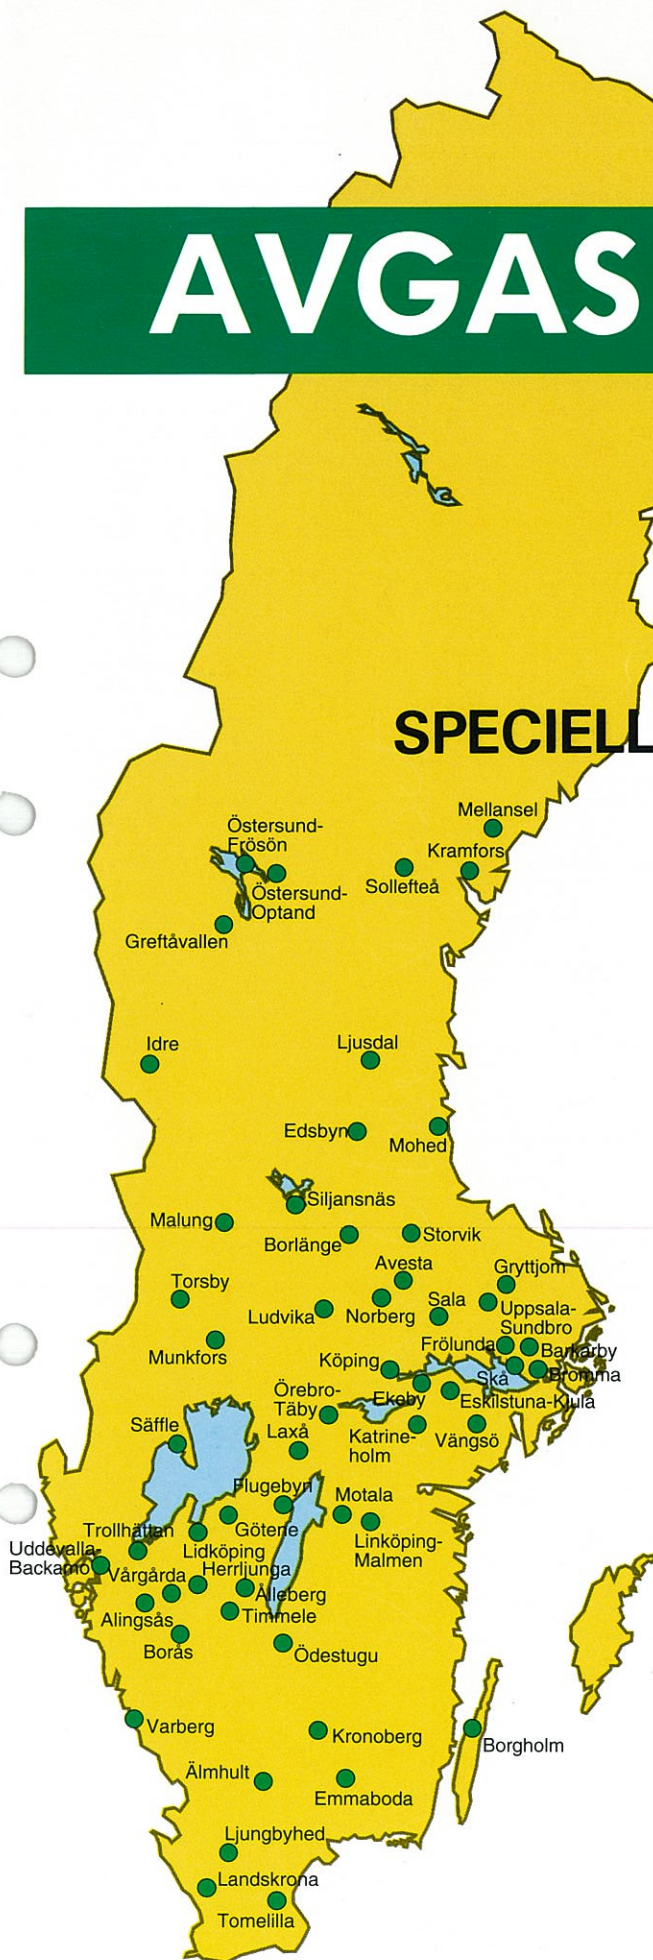 AVGAS
SPECIELL
Mellansel
Östersund-
Frösön
Kramfors
Sollefteå
Östersund-
Optand
Greftåvallen
Idre
Ljusdal
Edsbyn
Mohed
Siljansnäs
Malung
Storvik
Borlänge
Avesta
Gryttjom
Torsby
Ludvika
Norberg
Sala
Uppsala-
Sundbro
Munkfors
Frölunda
Barkarby
Köping
Skå
Bromma
Ekeby
Eskilstuna-Kjula
Örebro-
Täby
Säffle
Laxå
Katrine-
holm
Vängsö
Flugebyn
Motala
Trollhättan
Götene
Linköping-
Malmen
Uddevalla-
Backamo
Lidköping
Vårgårda
Herrljunga
Ålleberg
Alingsås
Timmele
Borås
Ödestugu
Varberg
Kronoberg
Borgholm
Älmhult
Emmaboda
Ljungbyhed
Landskrona
Tomelilla